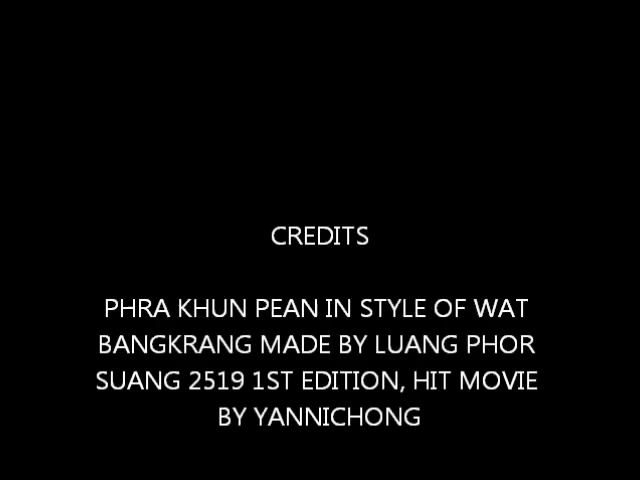 CREDITS
PHRA KHUN PEAN IN STYLE OF WAT
BANGKRANG MADE BY LUANG PHOR
SUANG 2519 1ST EDITION, HIT MOVIE
BY YANNICHONG